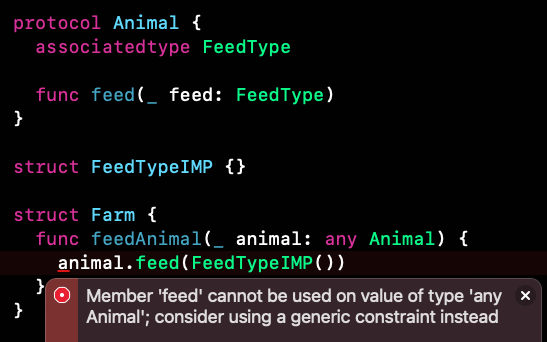 protocol Animal {
associatedtype FeedType
func feed(_ feed: FeedType)
}
struct FeedTypeIMP {}
struct Farm {
func feedAnimal(_ animal: any Animal) {
animal.feed(FeedTypeIMP())
}
Member 'feed' cannot be used on value of type 'any
Animal'; consider using a generic constraint instead
}